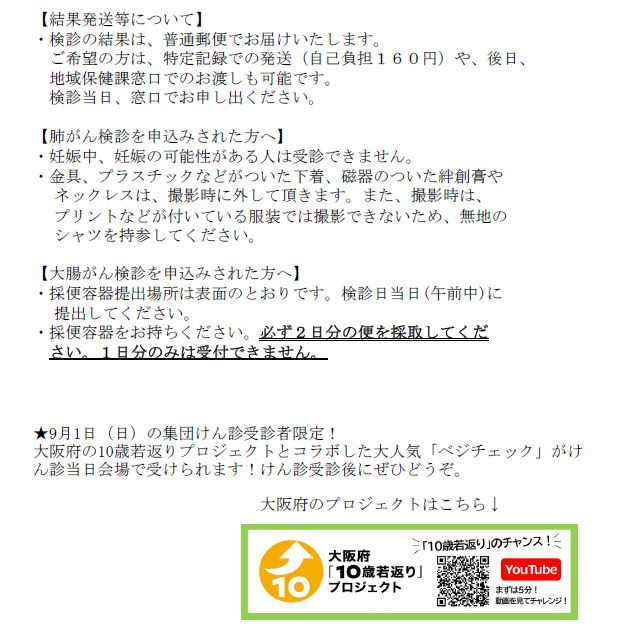 【結果発送等について】
・検診の結果は、普通郵便でお届けいたします。
ご希望の方は、特定記録での発送（自己負担１６０円）や、後日、
地域保健課窓口でのお渡しも可能です。
検診当日、窓口でお申し出ください。
【肺がん検診を申込みされた方へ】
・妊娠中、妊娠の可能性がある人は受診できません。
・金具、プラスチックなどがついた下着、磁器のついた絆創膏や
ネックレスは、撮影時に外して頂きます。また、撮影時は、
プリントなどが付いている服装では撮影できないため、無地の
シャツを持参してください。
【大腸がん検診を申込みされた方へ】
・採便容器提出場所は表面のとおりです。検診日当日(午前中)に
提出してください。
・採便容器をお持ちください。必ず２日分の便を採取してくだ
さい。１日分のみは受付できません。
★9月1日（日）の集団けん診受診者限定！
大阪府の10歳若返りプロジェクトとコラボした大人気「ベジチェック」がけ
ん診当日会場で受けられます！けん診受診後にぜひどうぞ。
大阪府のプロジェクトはこちら↓
10
大阪府
「10歳若返り」
プロジェクト
「10歳若返り」のチャンス！
YouTube
まずは5分！
動画を見てチャレンジ！